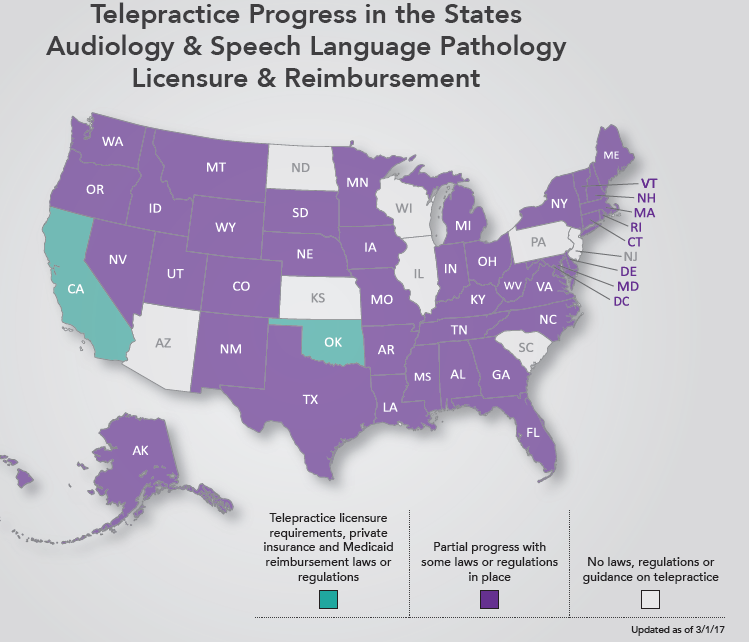 Telepractice Progress in the States
Audiology & Speech Language Pathology
Licensure & Reimbursement
WA
MT
ND
MN
ME
OR
ID
SD
WI
MI
NY
VT
NH
MA
RI
CT
WY
IA
PA
NJ
NV
UT
NE
IL
IN
OH
DE
MD
DC
CA
CO
KS
MO
WV
VA
KY
AZ
NM
OK
AR
TN
NC
SC
TX
LA
MS
AL
GA
FL
AK
Telepractice licensure
requirements, private
insurance and Medicaid
reimbursement laws or
regulations
Partial progress with
some laws or regulations
in place
No laws, regulations or
guidance on telepractice
Updated as of 3/1/17